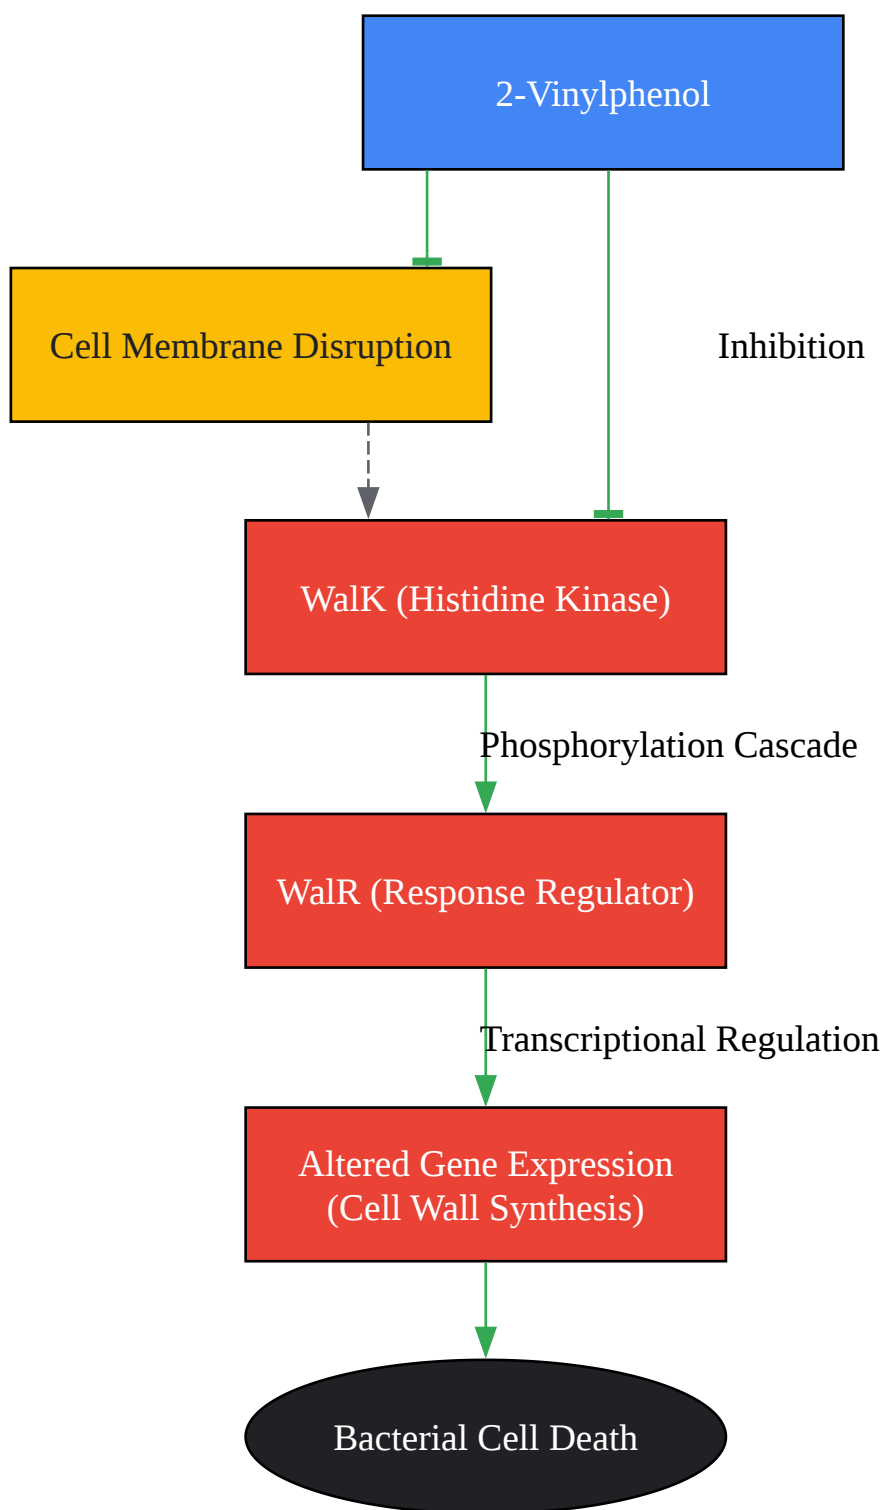 2-Vinylphenol
Cell Membrane Disruption
Inhibition
WalK (Histidine Kinase)
Phosphorylation Cascade
WalR (Response Regulator)
Transcriptional Regulation
Altered Gene Expression
(Cell Wall Synthesis)
Bacterial Cell Death